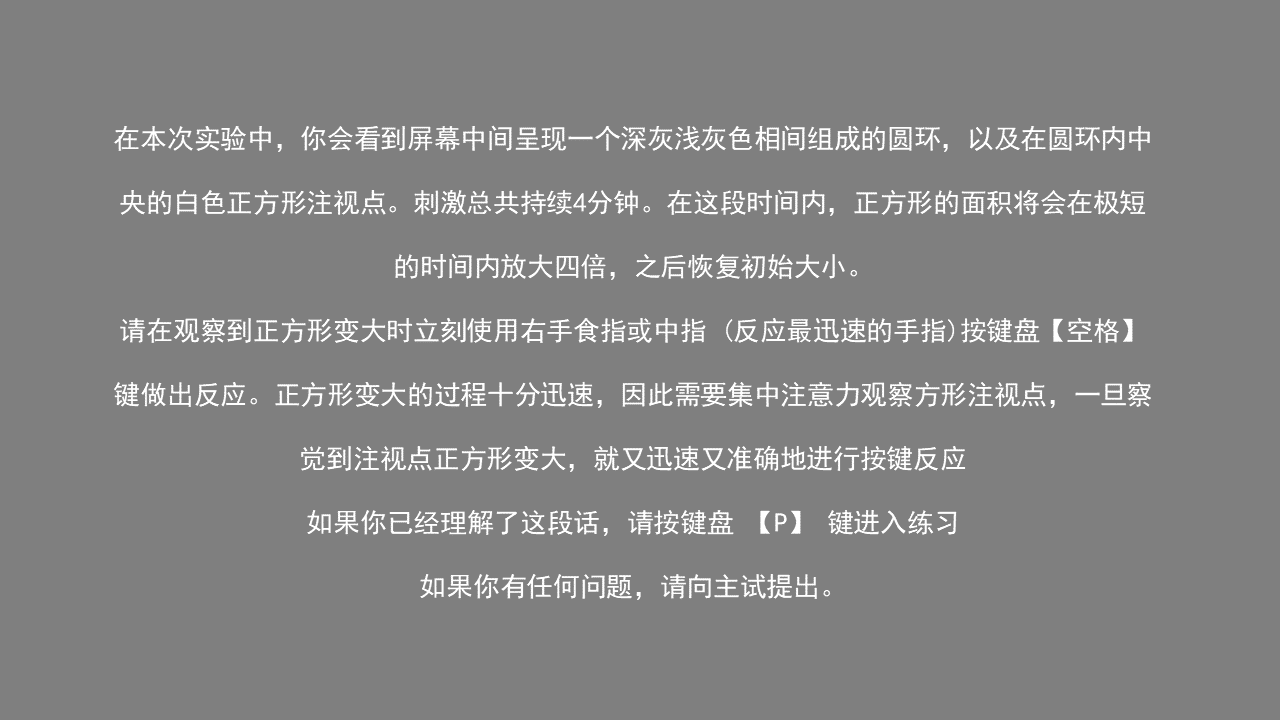 在本次实验中，你会看到屏幕中间呈现一个深灰浅灰色相间组成的圆环，以及在圆环内中
央的白色正方形注视点。刺激总共持续4分钟。在这段时间内，正方形的面积将会在极短
的时间内放大四倍，之后恢复初始大小。
请在观察到正方形变大时立刻使用右手食指或中指 (反应最迅速的手指)按键盘【空格】
键做出反应。正方形变大的过程十分迅速，因此需要集中注意力观察方形注视点，一旦察
觉到注视点正方形变大，就又迅速又准确地进行按键反应
如果你已经理解了这段话，请按键盘 【P】 键进入练习
如果你有任何问题，请向主试提出。